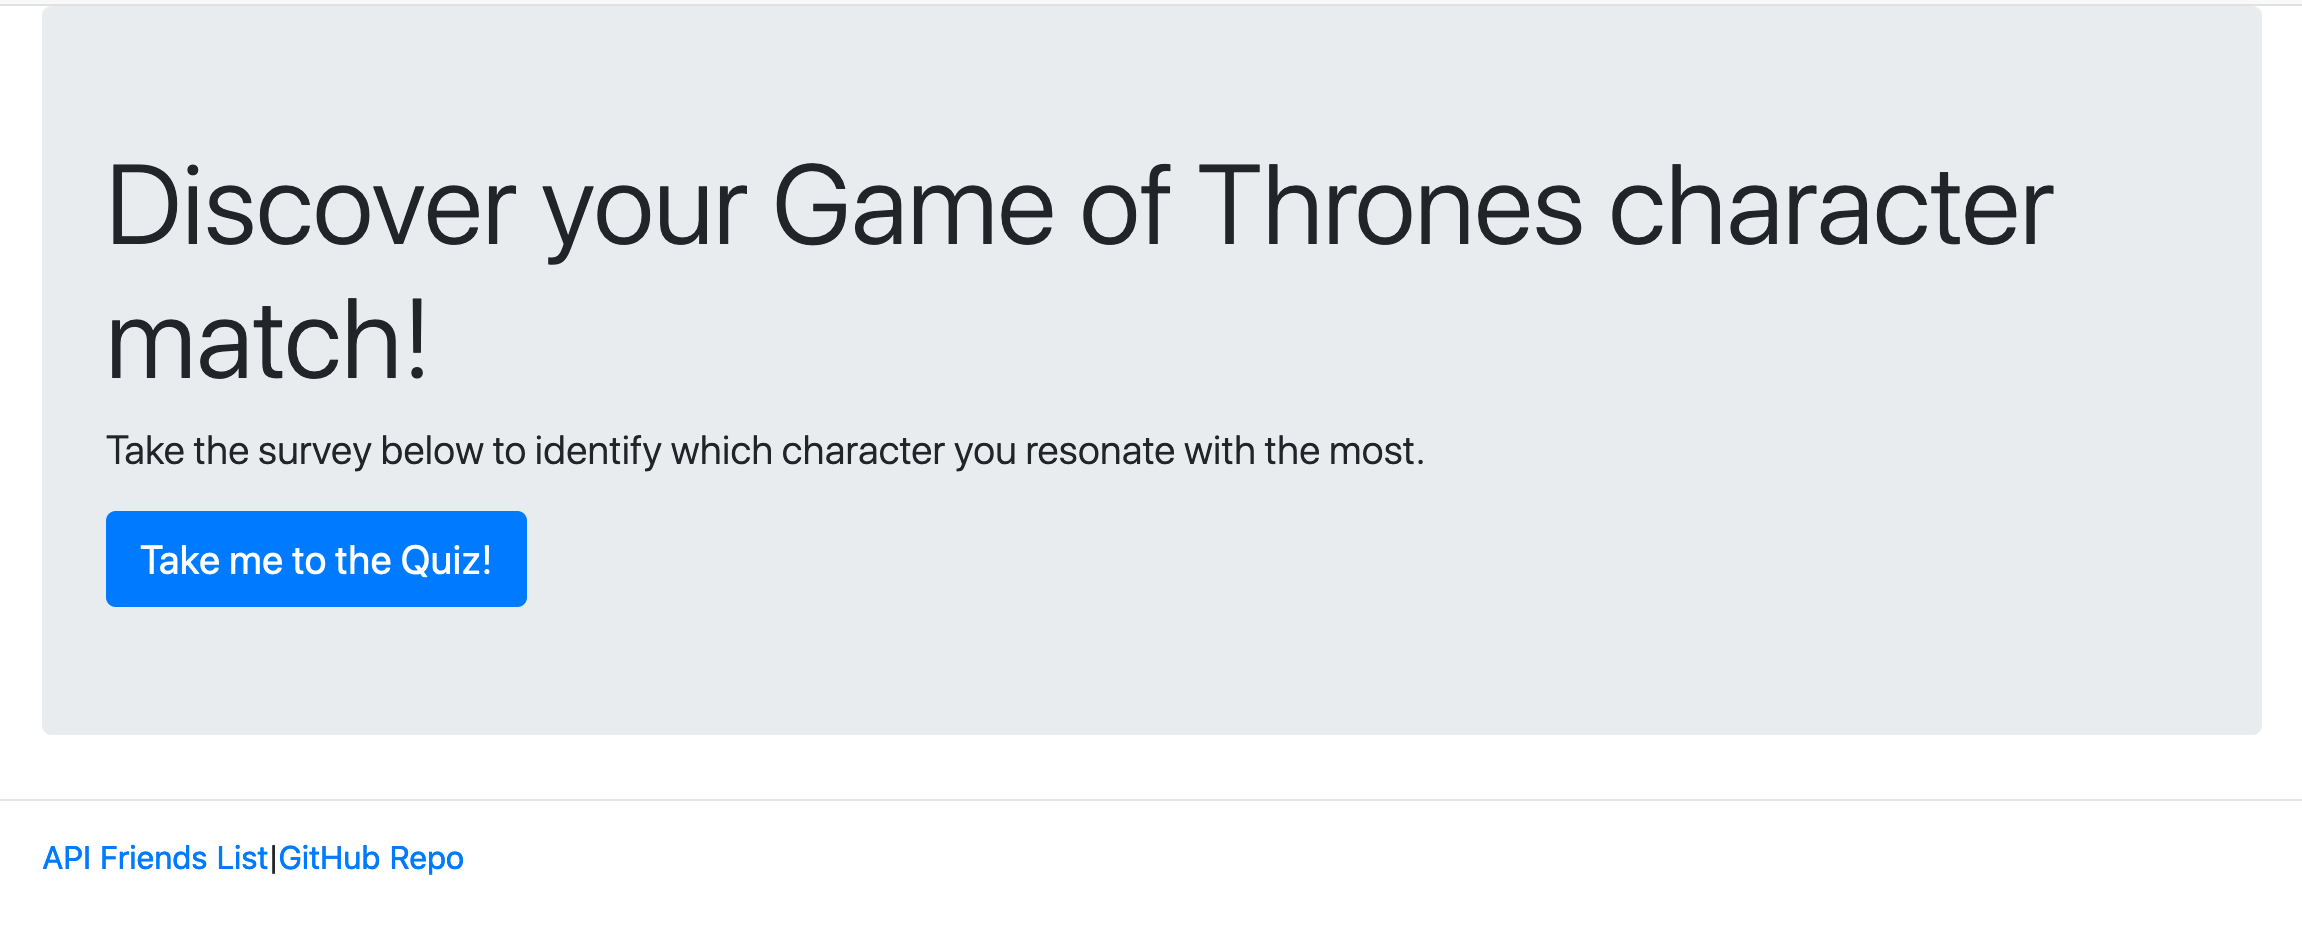 Discover your Game of Thrones character
match!
Take the survey below to identify which character you resonate with the most.
Take me to the Quiz!
API Friends List|GitHub Repo